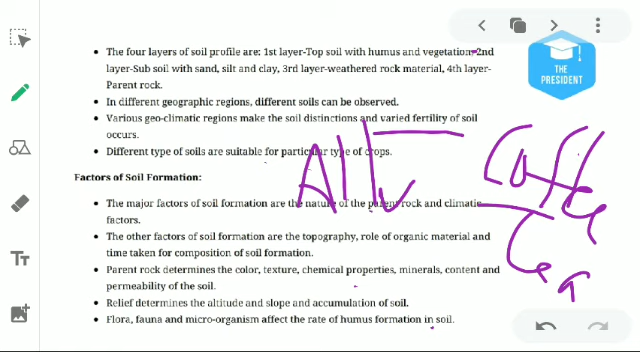 • The four layers of soil profile are: 1st layer-Top soil with humus and vegetation. 2nd
layer-Sub soil with sand, silt and clay, 3rd layer-weathered rock material, 4th layer-
Parent rock.
• In different geographic regions, different soils can be observed.
• Various geo-climatic regions make the soil distinctions and varied fertility of soil
occurs.
• Different type of soils are suitable for particular type of crops.
Factors of Soil Formation:
• The major factors of soil formation are the nature of the parent rock and climatic
factors.
• The other factors of soil formation are the topography, role of organic material and
time taken for composition of soil formation.
• Parent rock determines the color, texture, chemical properties, minerals, content and
permeability of the soil.
• Relief determines the altitude and slope and accumulation of soil.
• Flora, fauna and micro-organism affect the rate of humus formation in soil.
THE
PRESIDENT
Tт